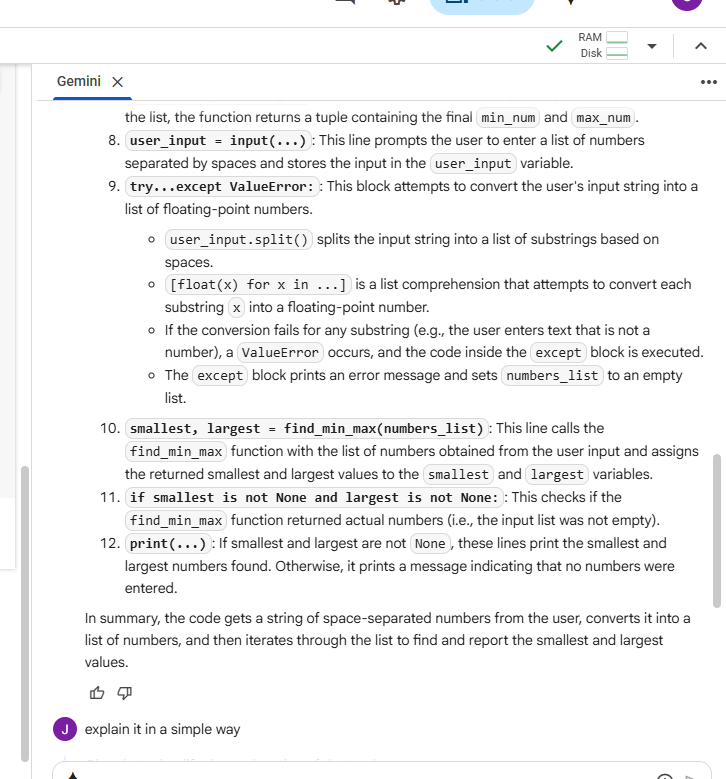 RAM
Disk
Gemini
the list, the function returns a tuple containing the final min_num and max_num.
8. user_input = input(...): This line prompts the user to enter a list of numbers
separated by spaces and stores the input in the user_input variable.
9. try...except ValueError:: This block attempts to convert the user's input string into a
list of floating-point numbers.
user_input.split() splits the input string into a list of substrings based on
spaces.
[float(x) for x in ...] is a list comprehension that attempts to convert each
substring x into a floating-point number.
If the conversion fails for any substring (e.g., the user enters text that is not a
number), a ValueError occurs, and the code inside the except block is executed.
The except block prints an error message and sets numbers_list to an empty
list.
10. smallest, largest = find_min_max(numbers_list): This line calls the
find_min_max function with the list of numbers obtained from the user input and assigns
the returned smallest and largest values to the smallest and largest variables.
11. if smallest is not None and largest is not None:: This checks if the
find_min_max function returned actual numbers (i.e., the input list was not empty).
12. print(...): If smallest and largest are not None, these lines print the smallest and
largest numbers found. Otherwise, it prints a message indicating that no numbers were
entered.
In summary, the code gets a string of space-separated numbers from the user, converts it into a
list of numbers, and then iterates through the list to find and report the smallest and largest
values.
J
explain it in a simple way